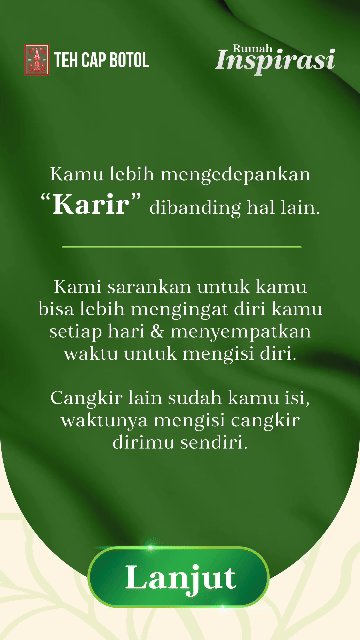 TEH CAP BOTOL
Rumah
Inspirasi
Kamu lebih mengedepankan
“Karir” dibanding hal lain.
Kami sarankan untuk kamu
bisa lebih mengingat diri kamu
setiap hari & menyempatkan
waktu untuk mengisi diri.
Cangkir lain sudah kamu isi,
waktunya mengisi cangkir
dirimu sendiri.
Lanjut